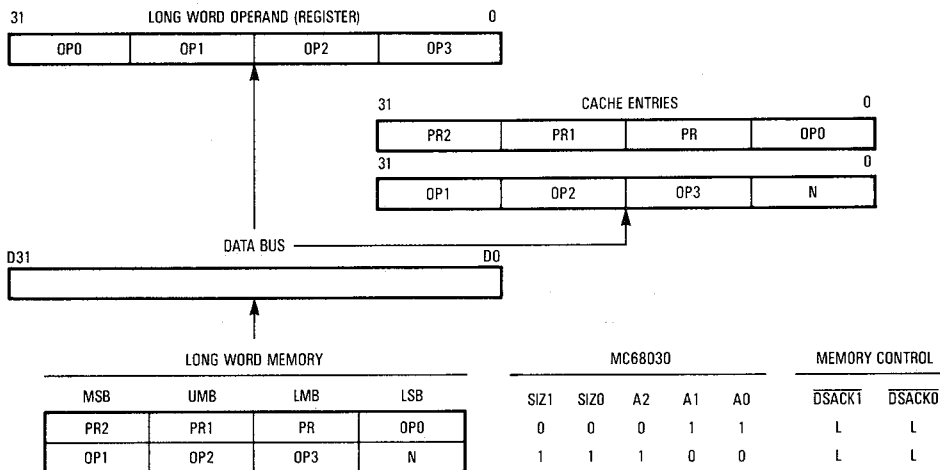 31 LONG WORD OPERAND (REGISTER) 0
OP0 OP1 OP2 OP3
31 CACHE ENTRIES 0
PR2 PR1 PR OP0
31 0
OP1 OP2 OP3 N
DATA BUS
D31 D0
LONG WORD MEMORY MC68030 MEMORY CONTROL
MSB UMB LMB LSB SIZ1 SIZ0 A2 A1 A0 DSACK1 DSACK0
PR2 PR1 PR OP0 0 0 0 1 1 L L
OP1 OP2 OP3 N 1 1 1 0 0 L L